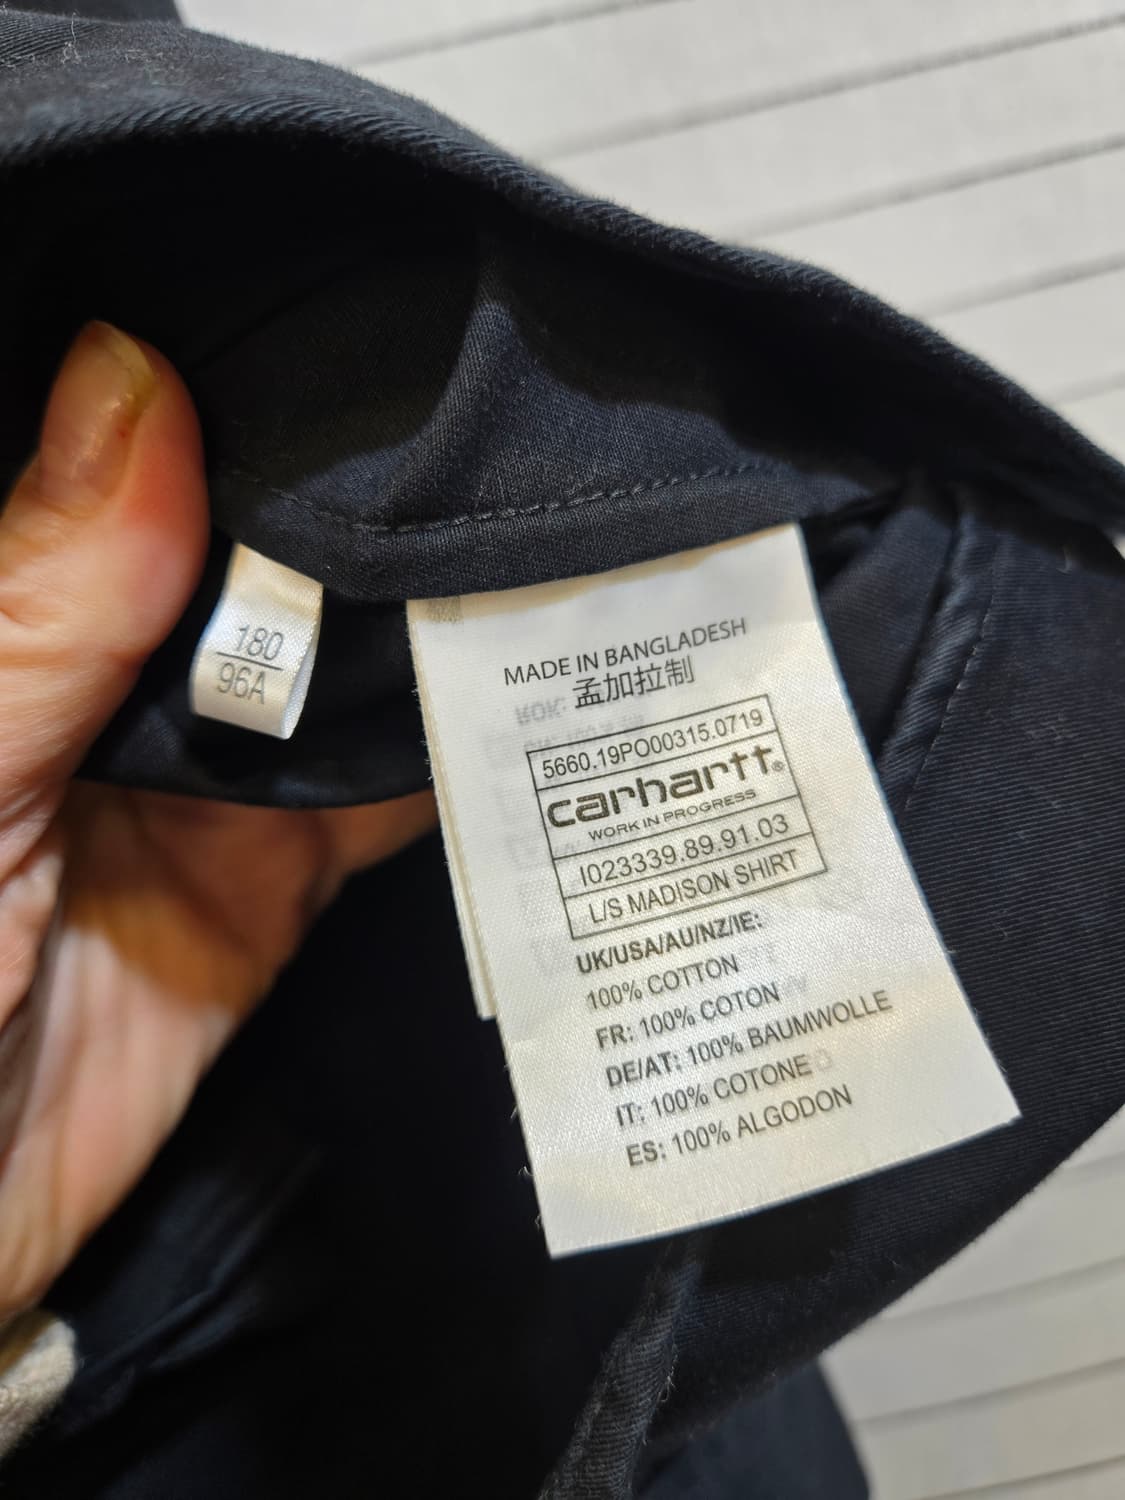 180
96A
MADE IN BANGLADESH
孟加拉制
5660.19PO00315.0719
carhartt®
WORK IN PROGRESS
I023339.89.91.03
L/S MADISON SHIRT
UK/USA/AU/NZ/IE:
100% COTTON
FR: 100% COTON
DE/AT: 100% BAUMWOLLE
IT: 100% COTONE
ES: 100% ALGODON